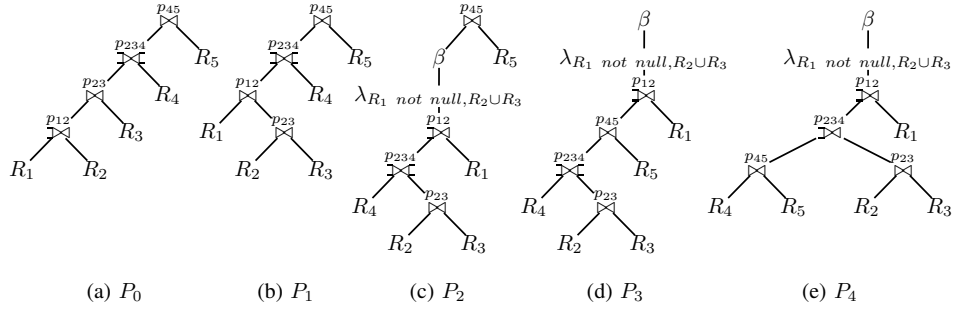 p45
p234 R5
p23 R4
p12 R3
R1 R2
(a) P0
p45
p234 R5
p12 R4
R1 p23
R2 R3
(b) P1
p45
β R5
λR1 not null,R2∪R3
p12
p234 R1
R4 p23
R2 R3
(c) P2
β
λR1 not null,R2∪R3
p12
p45 R1
p234 R5
R4 p23
R2 R3
(d) P3
β
λR1 not null,R2∪R3
p12
p234 R1
p45 p23
R4 R5 R2 R3
(e) P4